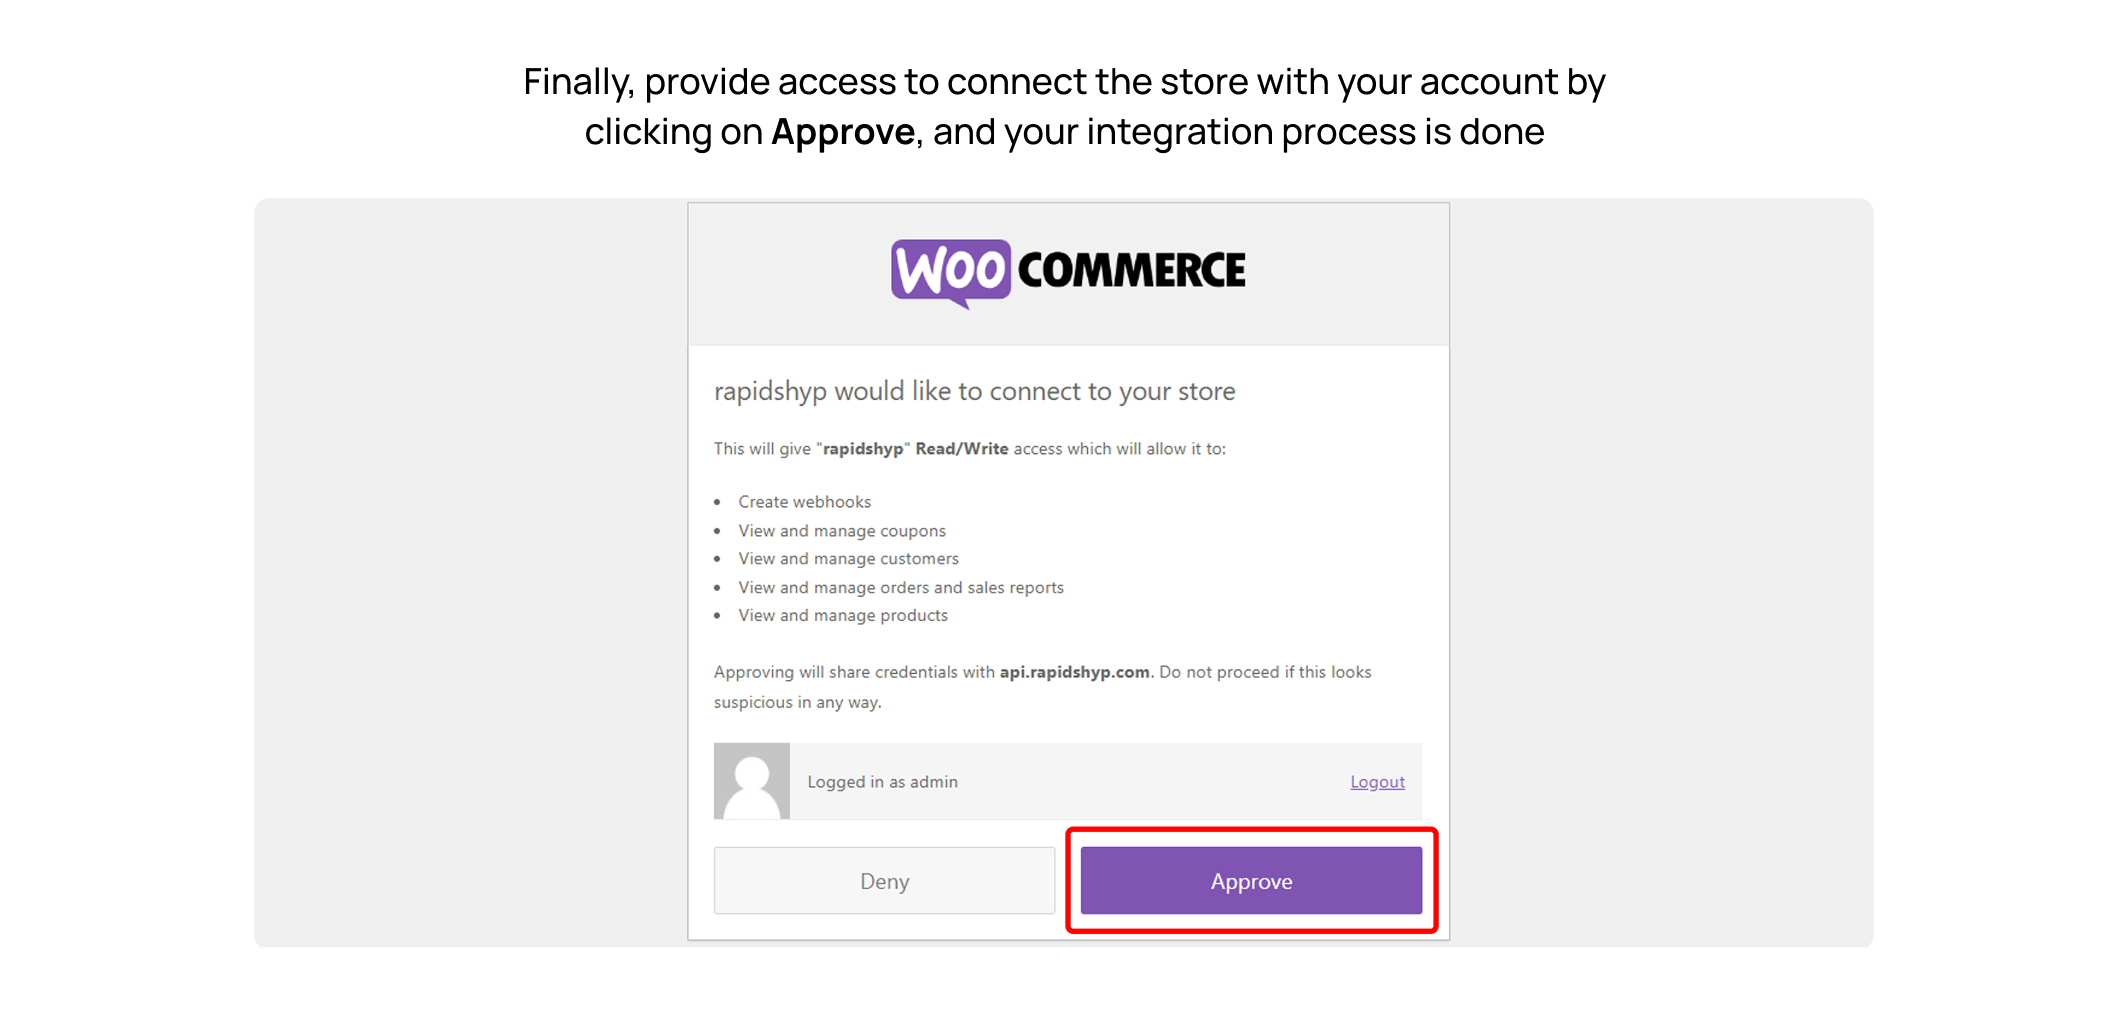 Finally, provide access to connect the store with your account by
clicking on Approve, and your integration process is done
WOO COMMERCE
rapidshyp would like to connect to your store
This will give "rapidshyp" Read/Write access which will allow it to:
• Create webhooks
• View and manage coupons
• View and manage customers
• View and manage orders and sales reports
• View and manage products
Approving will share credentials with api.rapidshyp.com. Do not proceed if this looks
suspicious in any way.
Logged in as admin Logout
Deny Approve